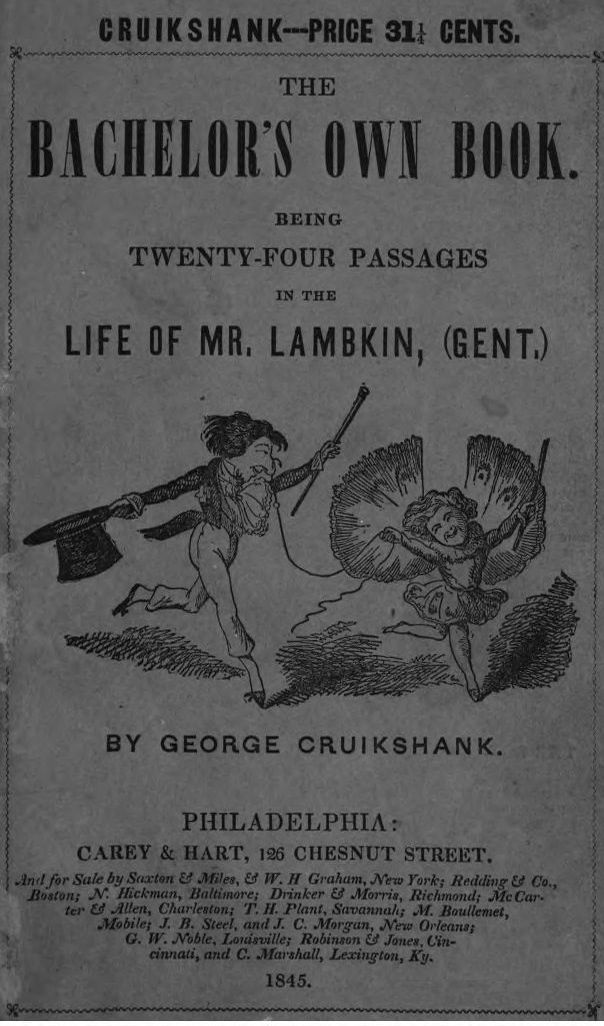 CRUIKSHANK---PRICE 31¼ CENTS.
THE
BACHELOR'S OWN BOOK.
BEING
TWENTY-FOUR PASSAGES
IN THE
LIFE OF MR. LAMBKIN, (GENT.)
BY GEORGE CRUIKSHANK.
PHILADELPHIA:
CAREY & HART, 126 CHESNUT STREET.
And for Sale by Saxton & Miles, & W. H Graham, New York; Redding & Co.,
Boston; N. Hickman, Baltimore; Drinker & Morris, Richmond; McCar-
ter & Allen, Charleston; T. H. Plant, Savannah; M. Boullemet,
Mobile; J. B. Steel, and J. C. Morgan, New Orleans;
G. W. Noble, Louisville; Robinson & Jones, Cin-
cinnati, and C. Marshall, Lexington, Ky.
1845.